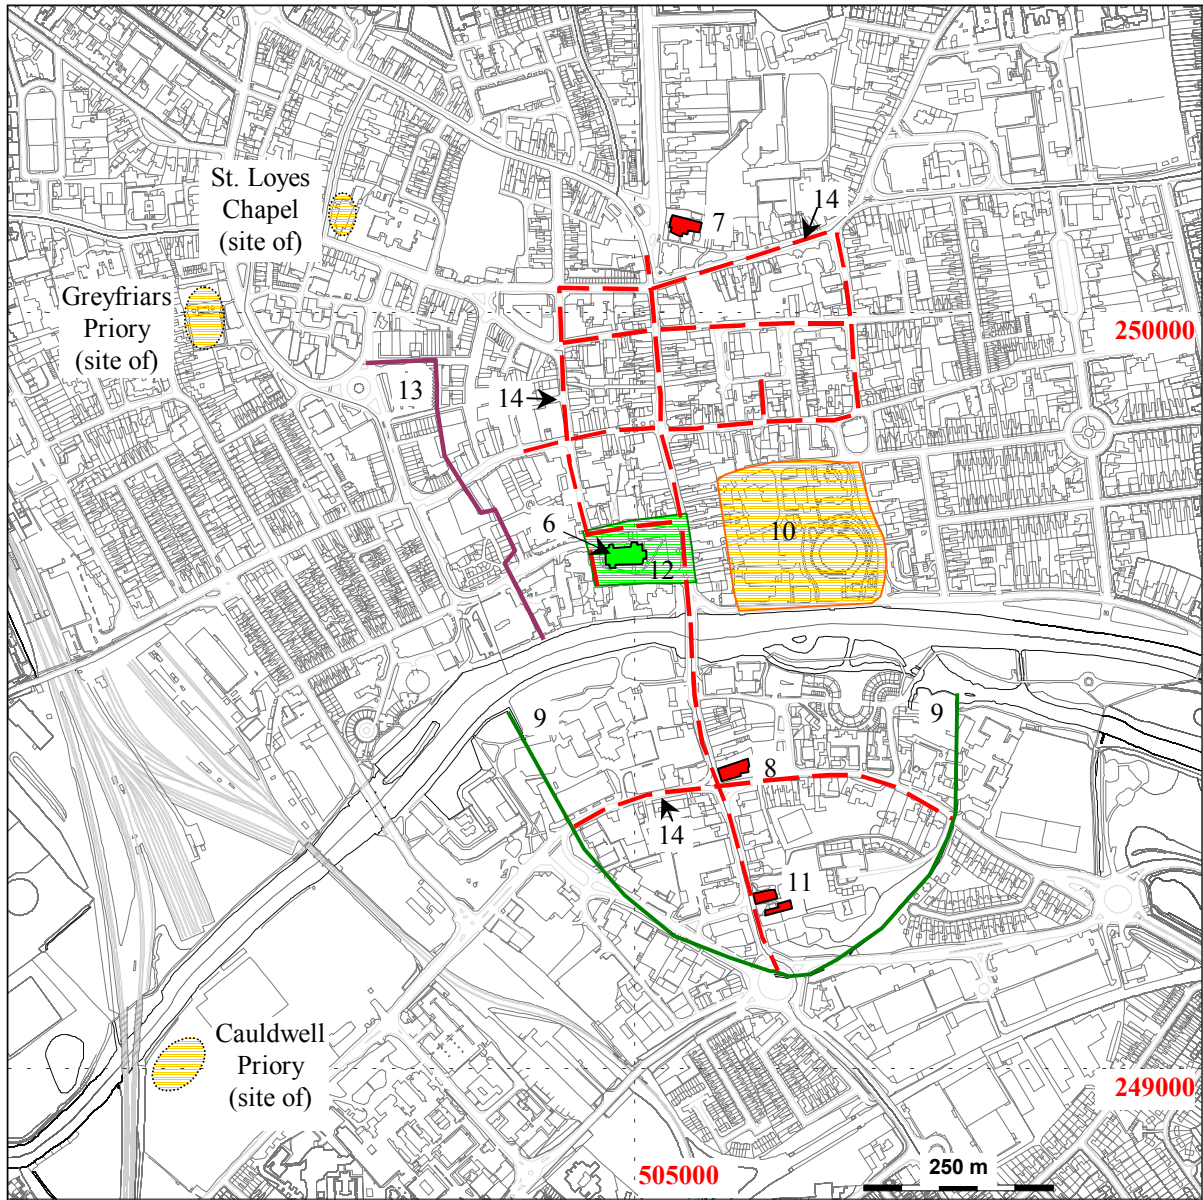 St. Loyes
Chapel
(site of)
7
14
Greyfriars
Priory
(site of)
250000
13
14
6
12
10
9
9
8
14
11
Cauldwell
Priory
(site of)
249000
505000
250 m